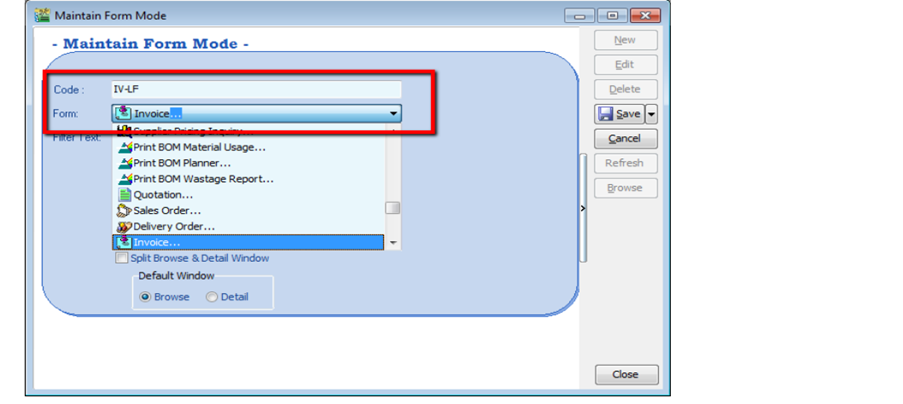 Maintain Form Mode
- Maintain Form Mode -
Code :
IV-LF
Form:
Invoice...
Filter Text:
Supplier Pricing Inquiry...
Print BOM Material Usage...
Print BOM Planner...
Print BOM Wastage Report...
Quotation...
Sales Order...
Delivery Order...
Invoice...
Split Browse & Detail Window
Default Window
Browse
Detail
New
Edit
Delete
Save
Cancel
Refresh
Browse
Close